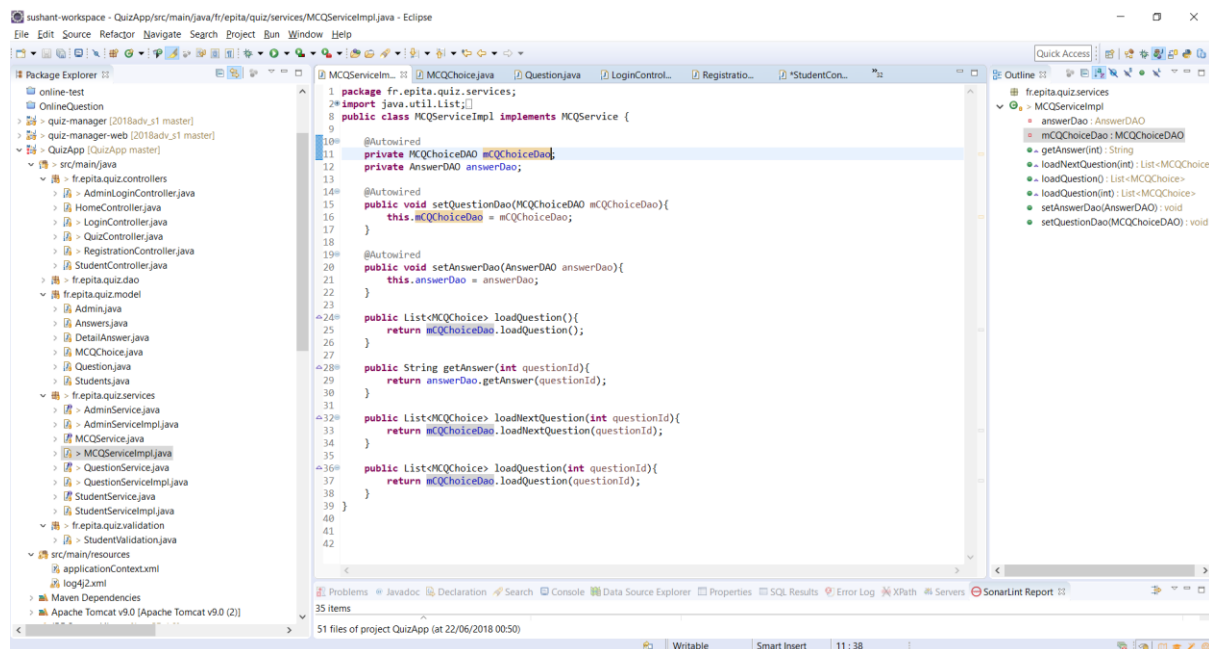 sushant-workspace - QuizApp/src/main/java/fr/epita/quiz/services/MCQServiceImpl.java - Eclipse
File Edit Source Refactor Navigate Search Project Run Window Help
Quick Access
Package Explorer
online-test
OnlineQuestion
> quiz-manager [2018adv_s1 master]
> quiz-manager-web [2018adv_s1 master]
> QuizApp [QuizApp master]
> src/main/java
> fr.epita.quiz.controllers
> AdminLoginController.java
HomeController.java
> LoginController.java
> QuizController.java
> RegistrationController.java
StudentController.java
> fr.epita.quiz.dao
fr.epita.quiz.model
Admin.java
Answers.java
DetailAnswer.java
MCQChoice.java
Question.java
Students.java
> fr.epita.quiz.services
> AdminService.java
> AdminServiceImpl.java
MCQService.java
> MCQServiceImpl.java
> QuestionService.java
> QuestionServiceImpl.java
StudentService.java
StudentServiceImpl.java
> fr.epita.quiz.validation
> StudentValidation.java
src/main/resources
applicationContext.xml
log4j2.xml
Maven Dependencies
Apache Tomcat v9.0 [Apache Tomcat v9.0 (2)]
MCQServiceIm... MCQChoice.java Question.java LoginControl... Registratio... *StudentCon... »32
1 package fr.epita.quiz.services;
2 import java.util.List;
8 public class MCQServiceImpl implements MCQService {
9
10 @Autowired
11 private MCQChoiceDAO mCQChoiceDao;
12 private AnswerDAO answerDao;
13
14 @Autowired
15 public void setQuestionDao(MCQChoiceDAO mCQChoiceDao){
16 this.mCQChoiceDao = mCQChoiceDao;
17 }
18
19 @Autowired
20 public void setAnswerDao(AnswerDAO answerDao){
21 this.answerDao = answerDao;
22 }
23
24 public List<MCQChoice> loadQuestion(){
25 return mCQChoiceDao.loadQuestion();
26 }
27
28 public String getAnswer(int questionId){
29 return answerDao.getAnswer(questionId);
30 }
31
32 public List<MCQChoice> loadNextQuestion(int questionId){
33 return mCQChoiceDao.loadNextQuestion(questionId);
34 }
35
36 public List<MCQChoice> loadQuestion(int questionId){
37 return mCQChoiceDao.loadQuestion(questionId);
38 }
39 }
40
41
42
Outline
fr.epita.quiz.services
> MCQServiceImpl
answerDao : AnswerDAO
mCQChoiceDao : MCQChoiceDAO
getAnswer(int) : String
loadNextQuestion(int) : List<MCQChoice
loadQuestion() : List<MCQChoice>
loadQuestion(int) : List<MCQChoice>
setAnswerDao(AnswerDAO) : void
setQuestionDao(MCQChoiceDAO) : void
Problems Javadoc Declaration Search Console Data Source Explorer Properties SQL Results Error Log XPath Servers SonarLint Report
35 items
51 files of project QuizApp (at 22/06/2018 00:50)
Writable Smart Insert 11 : 38